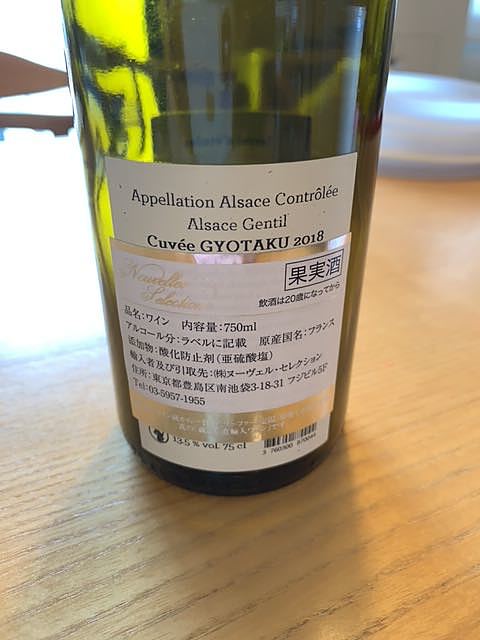 Appellation Alsace Contrôlée
Alsace Gentil
Cuvée GYOTAKU 2018
Nouvelles
Selection
果実酒
飲酒は20歳になってから
品名:ワイン 内容量:750ml
アルコール分:ラベルに記載 原産国名:フランス
添加物:酸化防止剤(亜硫酸塩)
輸入者及び引取先:㈱ヌーヴェル・セレクション
住所:東京都豊島区南池袋3-18-31 フジビル5F
Tel:03-5957-1955
13.5 % vol. 75 cl
3 760300 870044